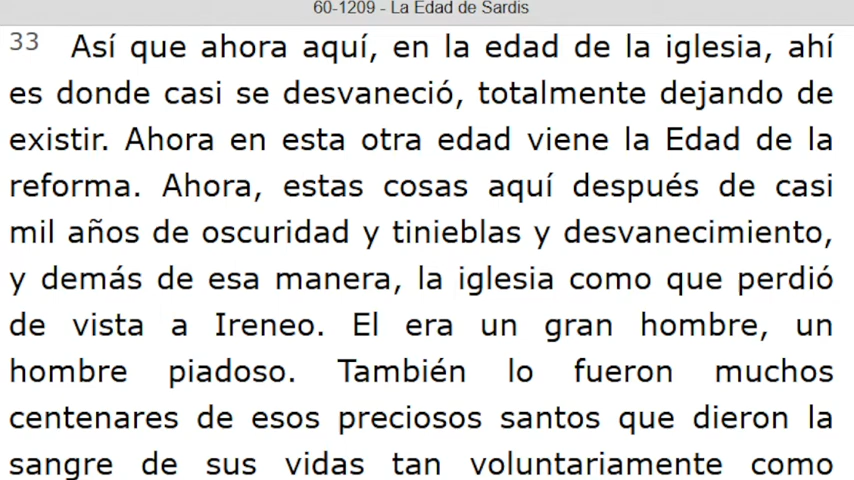 60-1209 - La Edad de Sardis
33 Así que ahora aquí, en la edad de la iglesia, ahí
es donde casi se desvaneció, totalmente dejando de
existir. Ahora en esta otra edad viene la Edad de la
reforma. Ahora, estas cosas aquí después de casi
mil años de oscuridad y tinieblas y desvanecimiento,
y demás de esa manera, la iglesia como que perdió
de vista a Ireneo. El era un gran hombre, un
hombre piadoso. También lo fueron muchos
centenares de esos preciosos santos que dieron la
sangre de sus vidas tan voluntariamente como